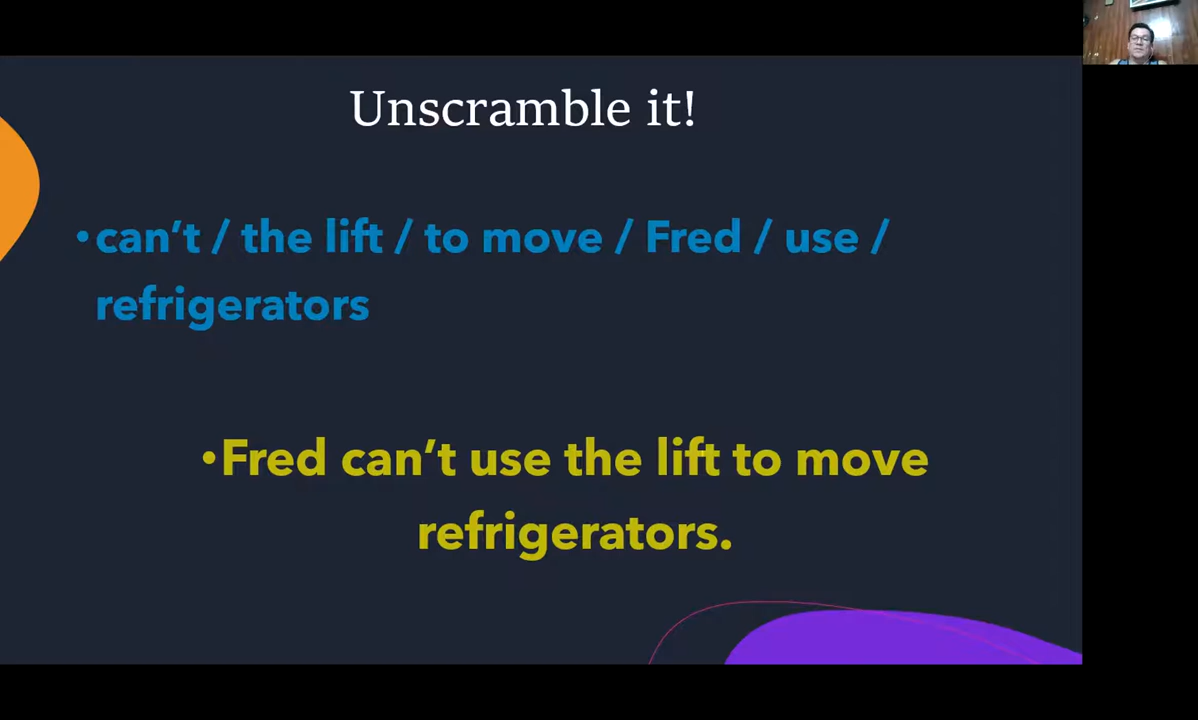 Unscramble it!
•can’t / the lift / to move / Fred / use /
refrigerators
•Fred can’t use the lift to move
refrigerators.